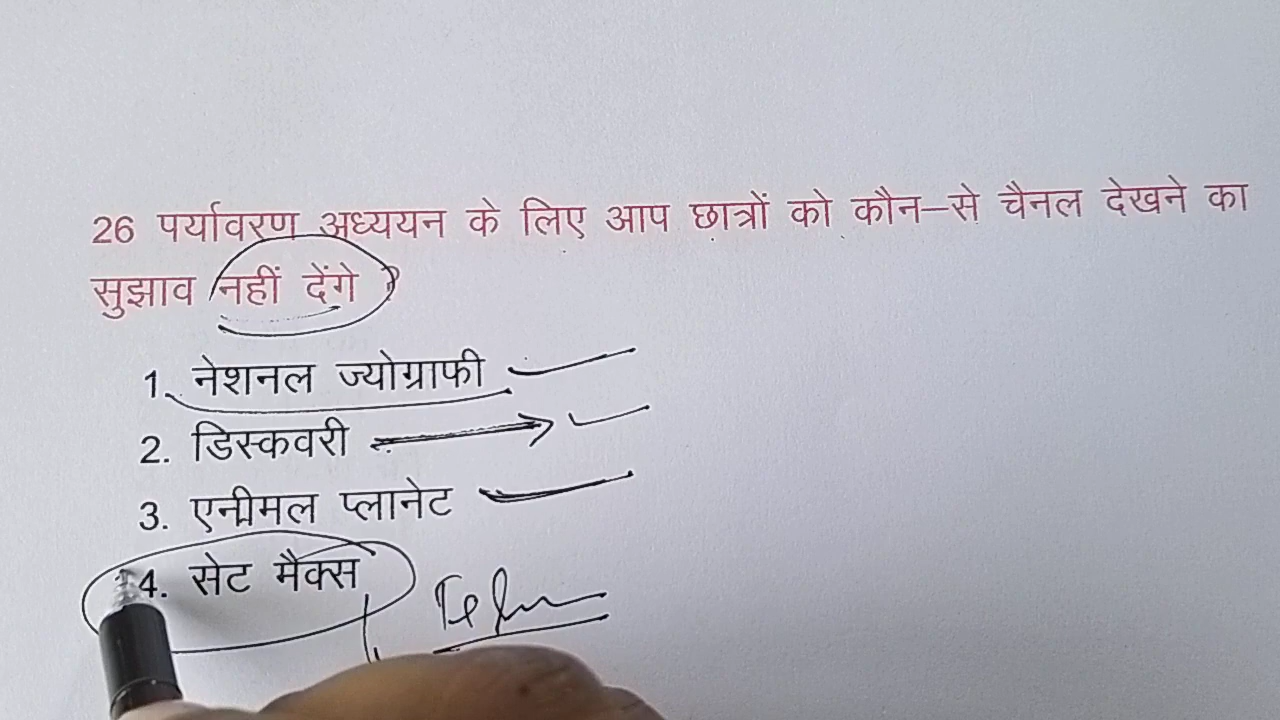 26 पर्यावरण अध्ययन के लिए आप छात्रों को कौन–से चैनल देखने का
सुझाव नहीं देंगे ?
1. नेशनल ज्योग्राफी
2. डिस्कवरी
3. एनीमल प्लानेट
4. सेट मैक्स